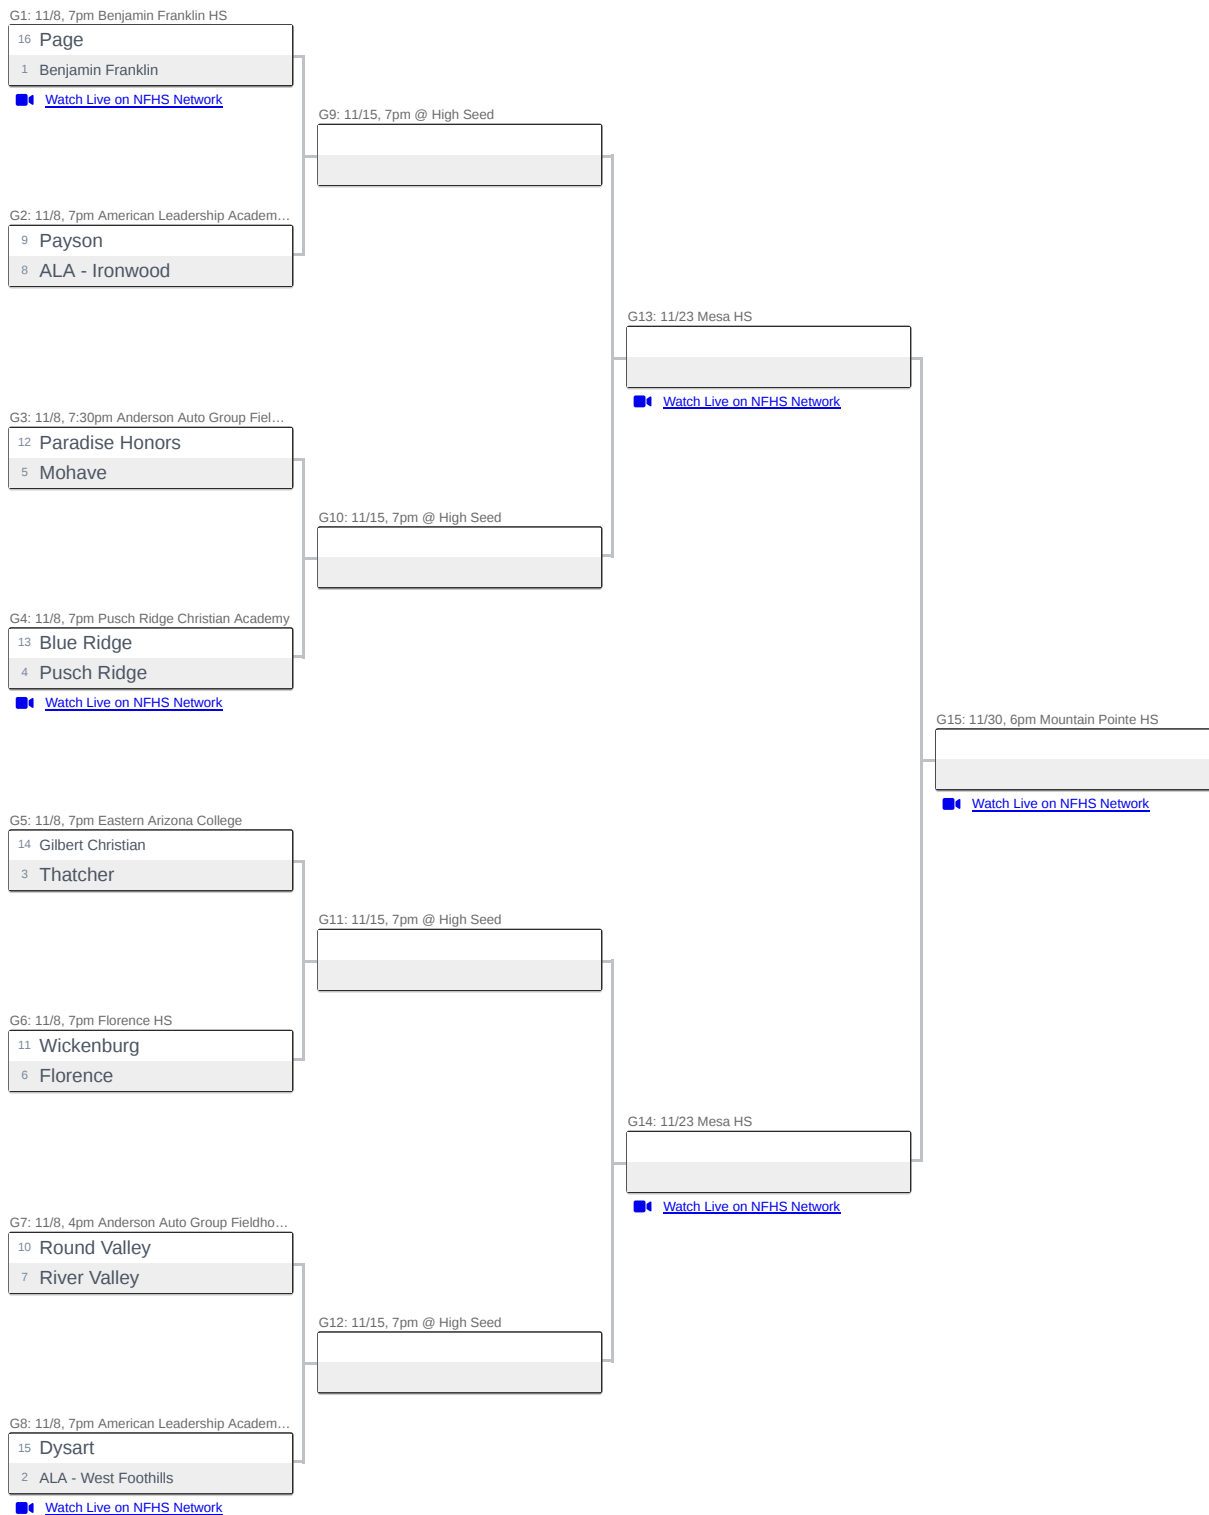 G1: 11/8, 7pm Benjamin Franklin HS
16 Page
1 Benjamin Franklin
Watch Live on NFHS Network
G9: 11/15, 7pm @ High Seed
G2: 11/8, 7pm American Leadership Academ…
9 Payson
8 ALA - Ironwood
G13: 11/23 Mesa HS
Watch Live on NFHS Network
G3: 11/8, 7:30pm Anderson Auto Group Fiel…
12 Paradise Honors
5 Mohave
G10: 11/15, 7pm @ High Seed
G4: 11/8, 7pm Pusch Ridge Christian Academy
13 Blue Ridge
4 Pusch Ridge
Watch Live on NFHS Network
G15: 11/30, 6pm Mountain Pointe HS
Watch Live on NFHS Network
G5: 11/8, 7pm Eastern Arizona College
14 Gilbert Christian
3 Thatcher
G11: 11/15, 7pm @ High Seed
G6: 11/8, 7pm Florence HS
11 Wickenburg
6 Florence
G14: 11/23 Mesa HS
Watch Live on NFHS Network
G7: 11/8, 4pm Anderson Auto Group Fieldho…
10 Round Valley
7 River Valley
G12: 11/15, 7pm @ High Seed
G8: 11/8, 7pm American Leadership Academ…
15 Dysart
2 ALA - West Foothills
Watch Live on NFHS Network